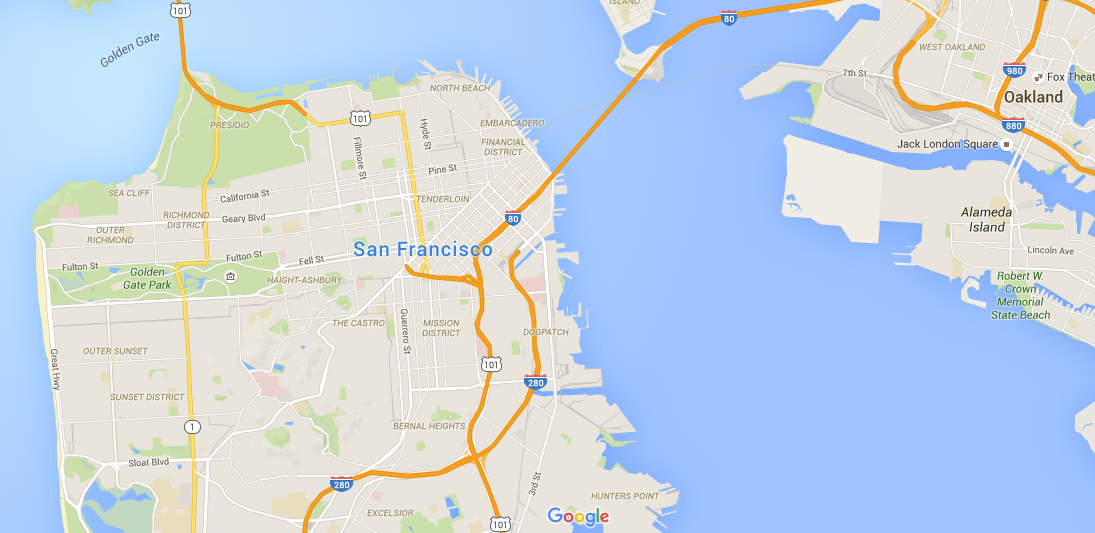 101
ISLAND
80
Golden Gate
WEST OAKLAND
7th St
980
Fox Theat
Oakland
NORTH BEACH
101
PRESIDIO
Hyde St
EMBARCADERO
880
Fillmore St
FINANCIAL
DISTRICT
Jack London Square
Pine St
SEA CLIFF
California St
TENDERLOIN
RICHMOND
DISTRICT
Geary Blvd
80
Alameda
Island
OUTER
RICHMOND
San Francisco
Lincoln Ave
Fulton St
Fulton St
Fell St
Golden
Gate Park
HAIGHT-ASHBURY
Robert W.
Crown
Memorial
State Beach
THE CASTRO
Guerrero St
MISSION
DISTRICT
DOGPATCH
OUTER SUNSET
Great Hwy
101
280
SUNSET DISTRICT
1
BERNAL HEIGHTS
Sloat Blvd
280
3rd St
HUNTERS POINT
EXCELSIOR
Google
101